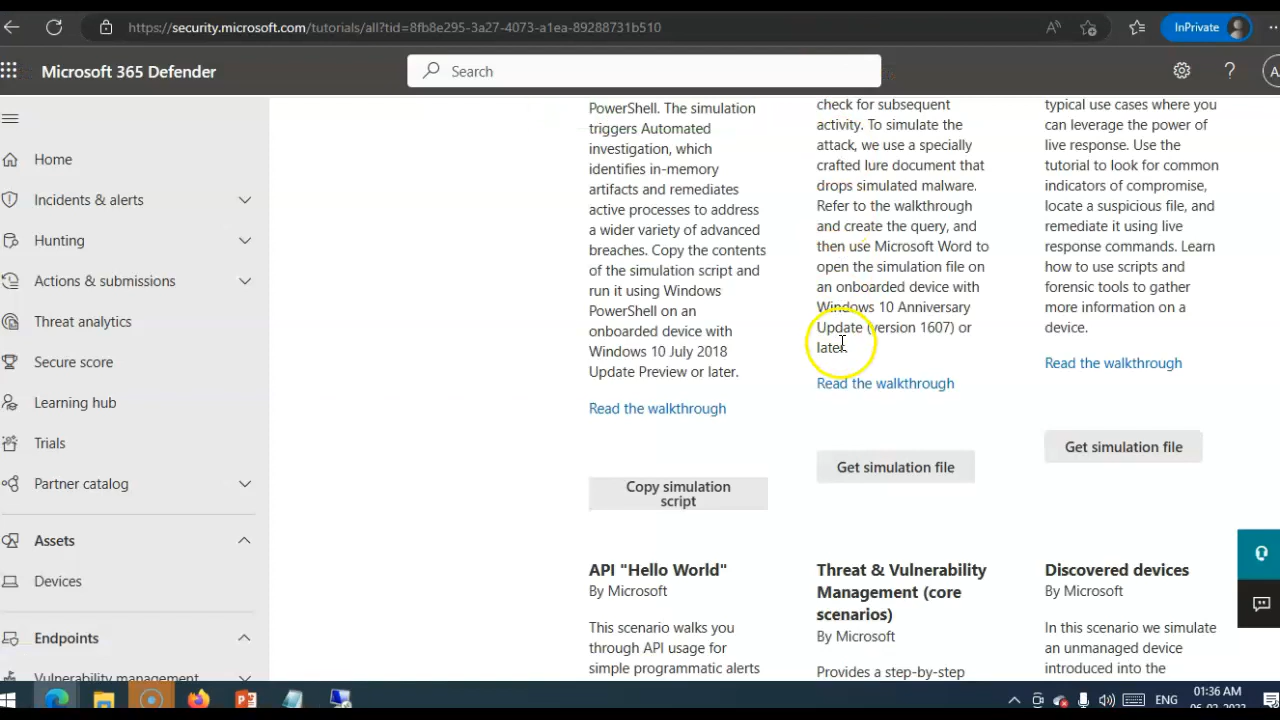 https://security.microsoft.com/tutorials/all?tid=8fb8e295-3a27-4073-a1ea-89288731b510
InPrivate
Microsoft 365 Defender
Search
Home
Incidents & alerts
Hunting
Actions & submissions
Threat analytics
Secure score
Learning hub
Trials
Partner catalog
Assets
Devices
Endpoints
Vulnerability management
PowerShell. The simulation
triggers Automated
investigation, which
identifies in-memory
artifacts and remediates
active processes to address
a wider variety of advanced
breaches. Copy the contents
of the simulation script and
run it using Windows
PowerShell on an
onboarded device with
Windows 10 July 2018
Update Preview or later.
Read the walkthrough
Copy simulation
script
check for subsequent
activity. To simulate the
attack, we use a specially
crafted lure document that
drops simulated malware.
Refer to the walkthrough
and create the query, and
then use Microsoft Word to
open the simulation file on
an onboarded device with
Windows 10 Anniversary
Update (version 1607) or
later.
Read the walkthrough
Get simulation file
typical use cases where you
can leverage the power of
live response. Use the
tutorial to look for common
indicators of compromise,
locate a suspicious file, and
remediate it using live
response commands. Learn
how to use scripts and
forensic tools to gather
more information on a
device.
Read the walkthrough
Get simulation file
API "Hello World"
By Microsoft
This scenario walks you
through API usage for
simple programmatic alerts
Threat & Vulnerability
Management (core
scenarios)
By Microsoft
Provides a step-by-step
Discovered devices
By Microsoft
In this scenario we simulate
an unmanaged device
introduced into the
ENG
01:36 AM